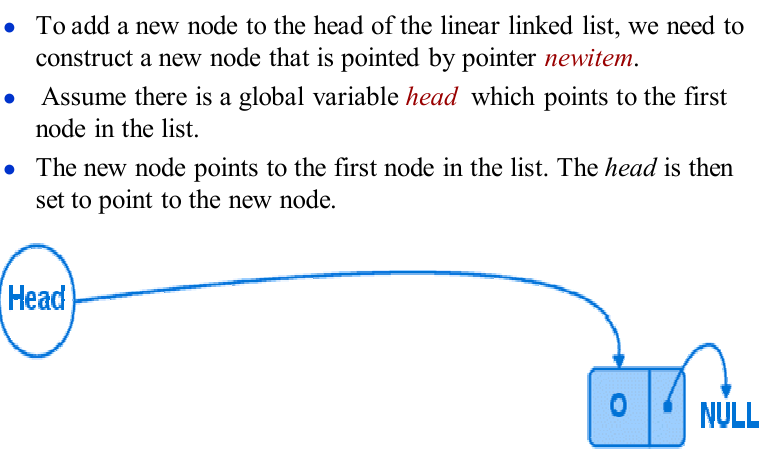 ● To add a new node to the head of the linear linked list, we need to
construct a new node that is pointed by pointer newitem.
● Assume there is a global variable head which points to the first
node in the list.
● The new node points to the first node in the list. The head is then
set to point to the new node.
Head
0
NULL